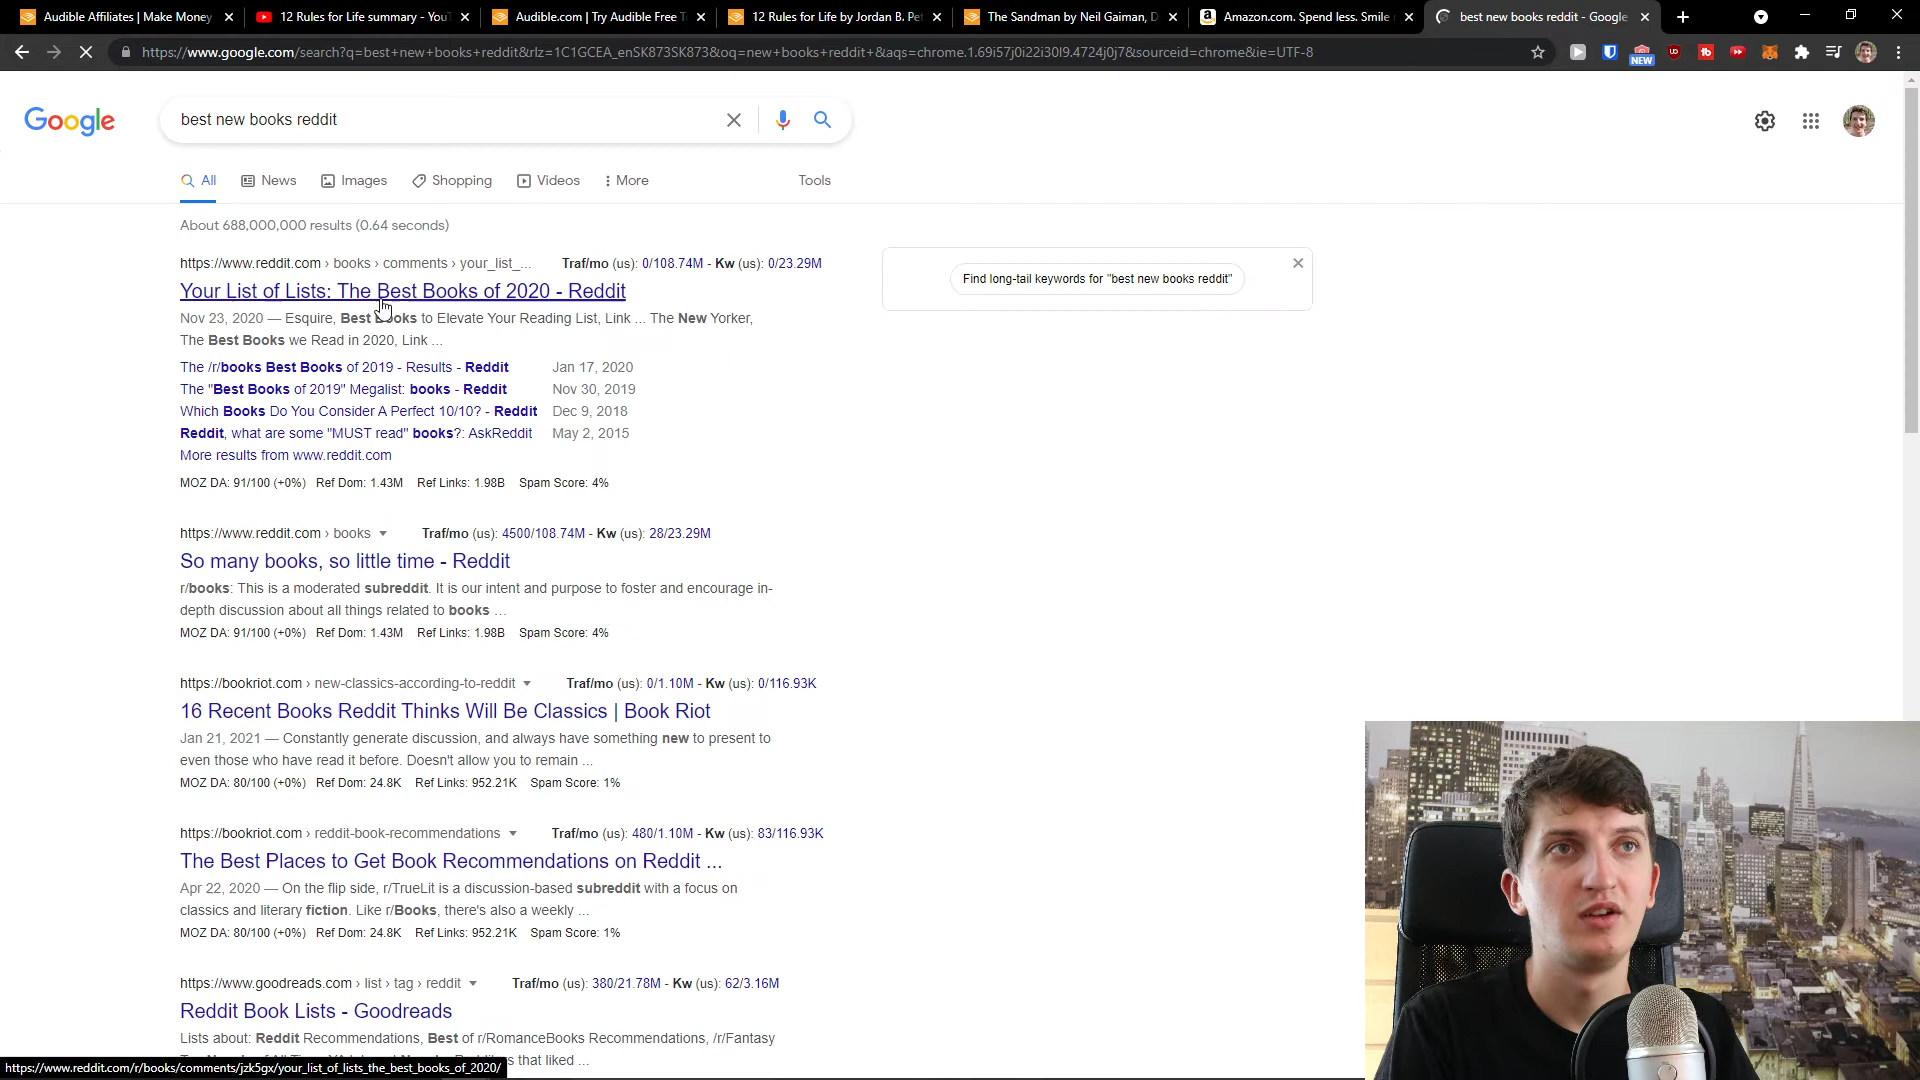 Audible Affiliates | Make Money
12 Rules for Life summary - You
Audible.com | Try Audible Free T
12 Rules for Life by Jordan B. Pe
The Sandman by Neil Gaiman, D
Amazon.com. Spend less. Smile
best new books reddit - Google
https://www.google.com/search?q=best+new+books+reddit&rlz=1C1GCEA_enSK873SK873&oq=new+books+reddit+&aqs=chrome.1.69i57j0i22i30l9.4724j0j7&sourceid=chrome&ie=UTF-8
NEW
Google
best new books reddit
All
News
Images
Shopping
Videos
More
Tools
About 688,000,000 results (0.64 seconds)
https://www.reddit.com › books › comments › your_list_... Traf/mo (us): 0/108.74M - Kw (us): 0/23.29M
Your List of Lists: The Best Books of 2020 - Reddit
Nov 23, 2020 — Esquire, Best Books to Elevate Your Reading List, Link ... The New Yorker,
The Best Books we Read in 2020, Link ...
The /r/books Best Books of 2019 - Results - Reddit Jan 17, 2020
The "Best Books of 2019" Megalist: books - Reddit Nov 30, 2019
Which Books Do You Consider A Perfect 10/10? - Reddit Dec 9, 2018
Reddit, what are some "MUST read" books?: AskReddit May 2, 2015
More results from www.reddit.com
MOZ DA: 91/100 (+0%) Ref Dom: 1.43M Ref Links: 1.98B Spam Score: 4%
Find long-tail keywords for "best new books reddit"
https://www.reddit.com › books Traf/mo (us): 4500/108.74M - Kw (us): 28/23.29M
So many books, so little time - Reddit
r/books: This is a moderated subreddit. It is our intent and purpose to foster and encourage in-
depth discussion about all things related to books ...
MOZ DA: 91/100 (+0%) Ref Dom: 1.43M Ref Links: 1.98B Spam Score: 4%
https://bookriot.com › new-classics-according-to-reddit Traf/mo (us): 0/1.10M - Kw (us): 0/116.93K
16 Recent Books Reddit Thinks Will Be Classics | Book Riot
Jan 21, 2021 — Constantly generate discussion, and always have something new to present to
even those who have read it before. Doesn't allow you to remain ...
MOZ DA: 80/100 (+0%) Ref Dom: 24.8K Ref Links: 952.21K Spam Score: 1%
https://bookriot.com › reddit-book-recommendations Traf/mo (us): 480/1.10M - Kw (us): 83/116.93K
The Best Places to Get Book Recommendations on Reddit ...
Apr 22, 2020 — On the flip side, r/TrueLit is a discussion-based subreddit with a focus on
classics and literary fiction. Like r/Books, there's also a weekly ...
MOZ DA: 80/100 (+0%) Ref Dom: 24.8K Ref Links: 952.21K Spam Score: 1%
https://www.goodreads.com › list › tag › reddit Traf/mo (us): 380/21.78M - Kw (us): 62/3.16M
Reddit Book Lists - Goodreads
Lists about: Reddit Recommendations, Best of r/RomanceBooks Recommendations, /r/Fantasy
s that liked ...
https://www.reddit.com/r/books/comments/jzk5gx/your_list_of_lists_the_best_books_of_2020/